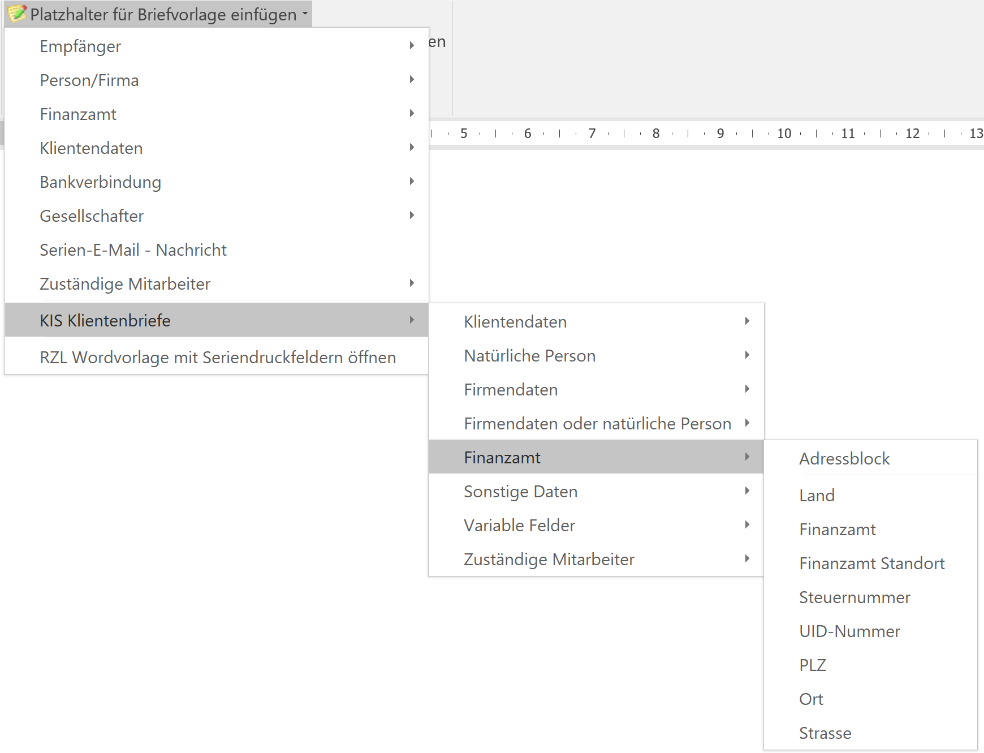 Platzhalter für Briefvorlage einfügen
en
Empfänger
Person/Firma
Finanzamt
5 6 7 8 9 10 11 12 13
Klientendaten
Bankverbindung
Gesellschafter
Serien-E-Mail - Nachricht
Zuständige Mitarbeiter
KIS Klientenbriefe
RZL Wordvorlage mit Seriendruckfeldern öffnen
Klientendaten
Natürliche Person
Firmendaten
Firmendaten oder natürliche Person
Finanzamt
Sonstige Daten
Variable Felder
Zuständige Mitarbeiter
Adressblock
Land
Finanzamt
Finanzamt Standort
Steuernummer
UID-Nummer
PLZ
Ort
Strasse